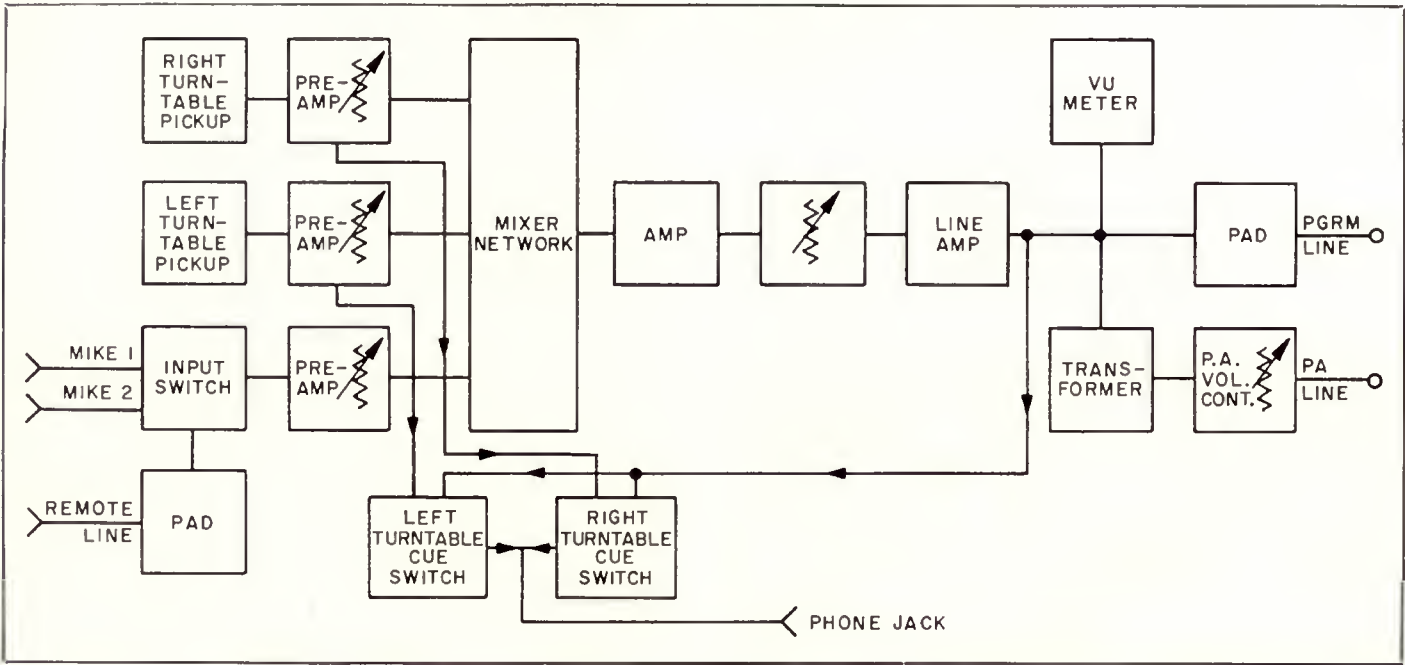 RIGHT
TURN-
TABLE
PICKUP
PRE-
AMP
LEFT
TURN-
TABLE
PICKUP
PRE-
AMP
MIKE 1
MIKE 2
INPUT
SWITCH
PRE-
AMP
REMOTE
LINE
PAD
MIXER
NETWORK
AMP
LINE
AMP
VU
METER
PAD
PGRM
LINE
TRANS-
FORMER
P.A.
VOL.
CONT.
PA
LINE
LEFT
TURNTABLE
CUE
SWITCH
RIGHT
TURNTABLE
CUE
SWITCH
PHONE JACK